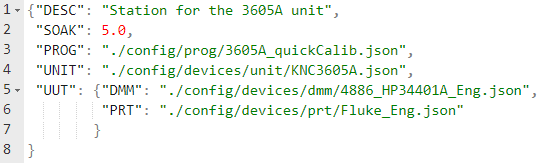 1 {"DESC": "Station for the 3605A unit",
2 "SOAK": 5.0,
3 "PROG": "./config/prog/3605A_quickCalib.json",
4 "UNIT": "./config/devices/unit/KNC3605A.json",
5 "UUT": {"DMM": "./config/devices/dmm/4886_HP34401A_Eng.json",
6 "PRT": "./config/devices/prt/Fluke_Eng.json"
7 }
8 }